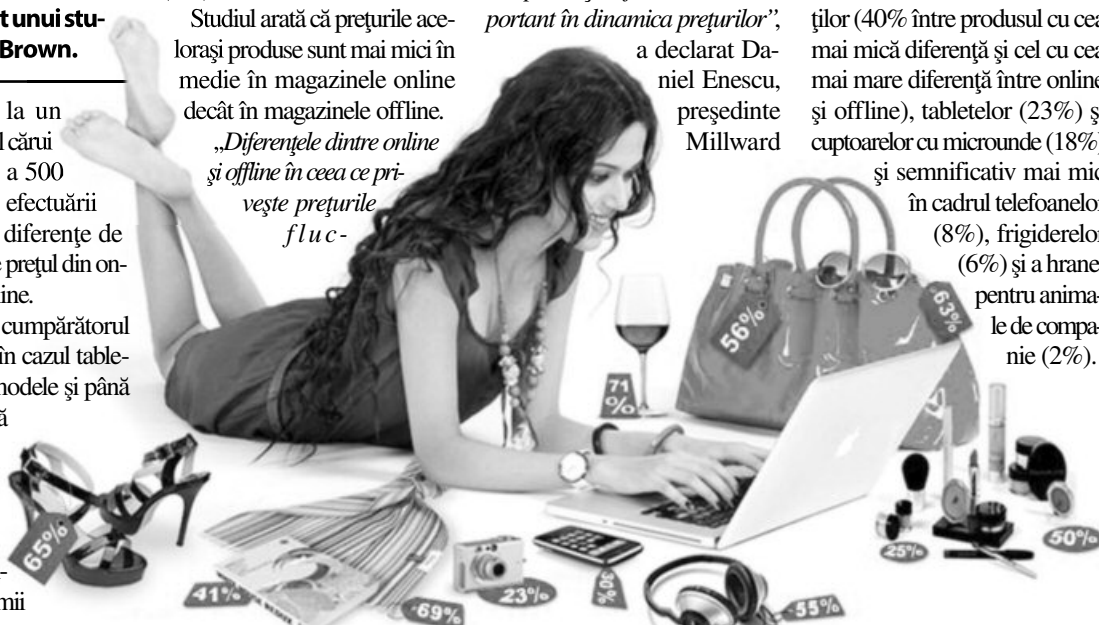 t unui stu-
Brown.
la un
l cărui
a 500
efectuării
diferenţe de
e preţul din on-
ine.
cumpărătorul
în cazul table-
modele şi până
ă
-
mii
Studiul arată că preţurile ace-
loraşi produse sunt mai mici în
medie în magazinele online
decât în magazinele offline.
„Diferenţele dintre online
şi offline în ceea ce pri-
veşte preţurile
fluc-
portant în dinamica preţurilor”,
a declarat Da-
niel Enescu,
preşedinte
Millward
ţilor (40% între produsul cu cea
mai mică diferenţă şi cel cu cea
mai mare diferenţă între online
şi offline), tabletelor (23%) ş
cuptoarelor cu microunde (18%)
şi semnificativ mai mic
în cadrul telefoanelor
(8%), frigiderelor
(6%) şi a hranei
pentru anima-
le de compa-
nie (2%).
56%
63%
71
%
65%
41%
69%
23%
30%
55%
25%
50%